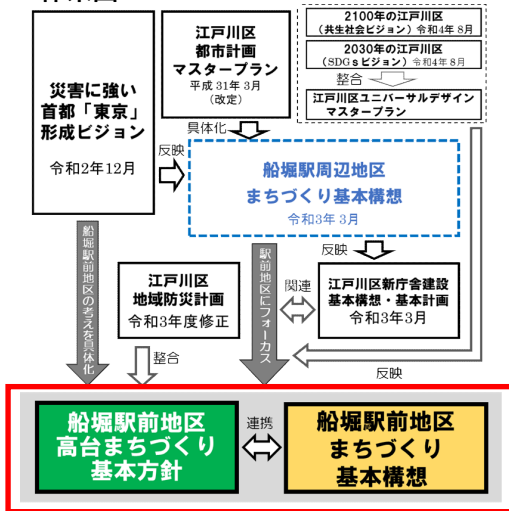 災害に強い
首都「東京」
形成ビジョン
令和2年12月
江戸川区
都市計画
マスタープラン
平成31年3月
（改定）
2100年の江戸川区
（共生社会ビジョン）令和4年8月
2030年の江戸川区
（SDGsビジョン）令和4年8月
整合
江戸川区ユニバーサルデザイン
マスタープラン
具体化
反映
船堀駅周辺地区
まちづくり基本構想
令和3年3月
反映
船堀駅前地区の考えを具体化
江戸川区
地域防災計画
令和3年度修正
駅前地区にフォーカス
関連
江戸川区新庁舎建設
基本構想・基本計画
令和3年3月
整合
反映
船堀駅前地区
高台まちづくり
基本方針
連携
船堀駅前地区
まちづくり
基本構想